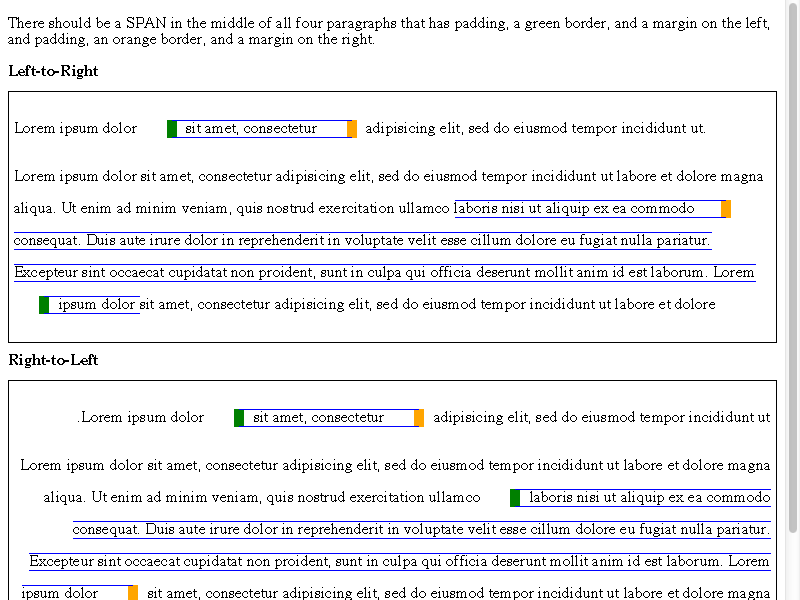 There should be a SPAN in the middle of all four paragraphs that has padding, a green border, and a margin on the left,
and padding, an orange border, and a margin on the right.
Left-to-Right
Lorem ipsum dolor sit amet, consectetur adipisicing elit, sed do eiusmod tempor incididunt ut.
Lorem ipsum dolor sit amet, consectetur adipisicing elit, sed do eiusmod tempor incididunt ut labore et dolore magna
aliqua. Ut enim ad minim veniam, quis nostrud exercitation ullamco laboris nisi ut aliquip ex ea commodo
consequat. Duis aute irure dolor in reprehenderit in voluptate velit esse cillum dolore eu fugiat nulla pariatur.
Excepteur sint occaecat cupidatat non proident, sunt in culpa qui officia deserunt mollit anim id est laborum. Lorem
ipsum dolor sit amet, consectetur adipisicing elit, sed do eiusmod tempor incididunt ut labore et dolore
Right-to-Left
.Lorem ipsum dolor sit amet, consectetur adipisicing elit, sed do eiusmod tempor incididunt ut
Lorem ipsum dolor sit amet, consectetur adipisicing elit, sed do eiusmod tempor incididunt ut labore et dolore magna
aliqua. Ut enim ad minim veniam, quis nostrud exercitation ullamco laboris nisi ut aliquip ex ea commodo
consequat. Duis aute irure dolor in reprehenderit in voluptate velit esse cillum dolore eu fugiat nulla pariatur.
Excepteur sint occaecat cupidatat non proident, sunt in culpa qui officia deserunt mollit anim id est laborum. Lorem
ipsum dolor sit amet, consectetur adipisicing elit, sed do eiusmod tempor incididunt ut labore et dolore magna